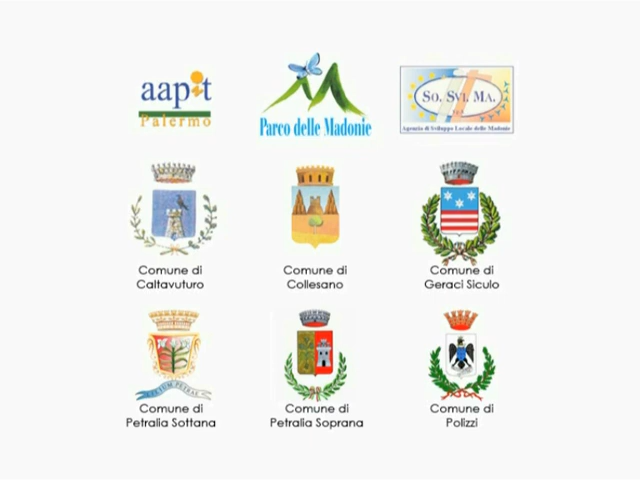 aapit
Palermo
Parco delle Madonie
SO. SVI. MA.
Agenzia di Sviluppo Locale delle Madonie
Comune di
Caltavuturo
Comune di
Collesano
Comune di
Geraci Siculo
Comune di
Petralia Sottana
Comune di
Petralia Soprana
Comune di
Polizzi